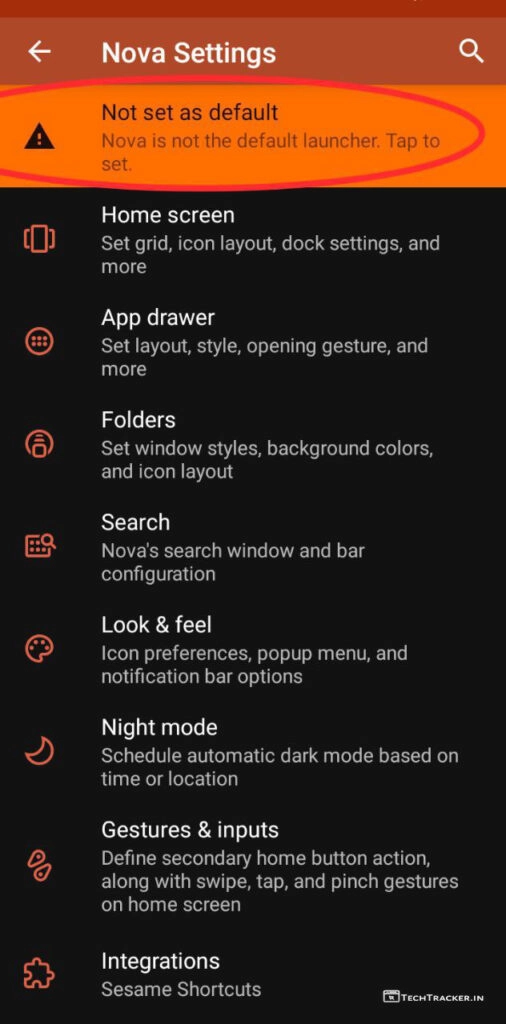 Nova Settings
Not set as default
Nova is not the default launcher. Tap to
set.
Home screen
Set grid, icon layout, dock settings, and
more
App drawer
Set layout, style, opening gesture, and
more
Folders
Set window styles, background colors,
and icon layout
Search
Nova's search window and bar
configuration
Look & feel
Icon preferences, popup menu, and
notification bar options
Night mode
Schedule automatic dark mode based on
time or location
Gestures & inputs
Define secondary home button action,
along with swipe, tap, and pinch gestures
on home screen
Integrations
Sesame Shortcuts
TechTracker.in